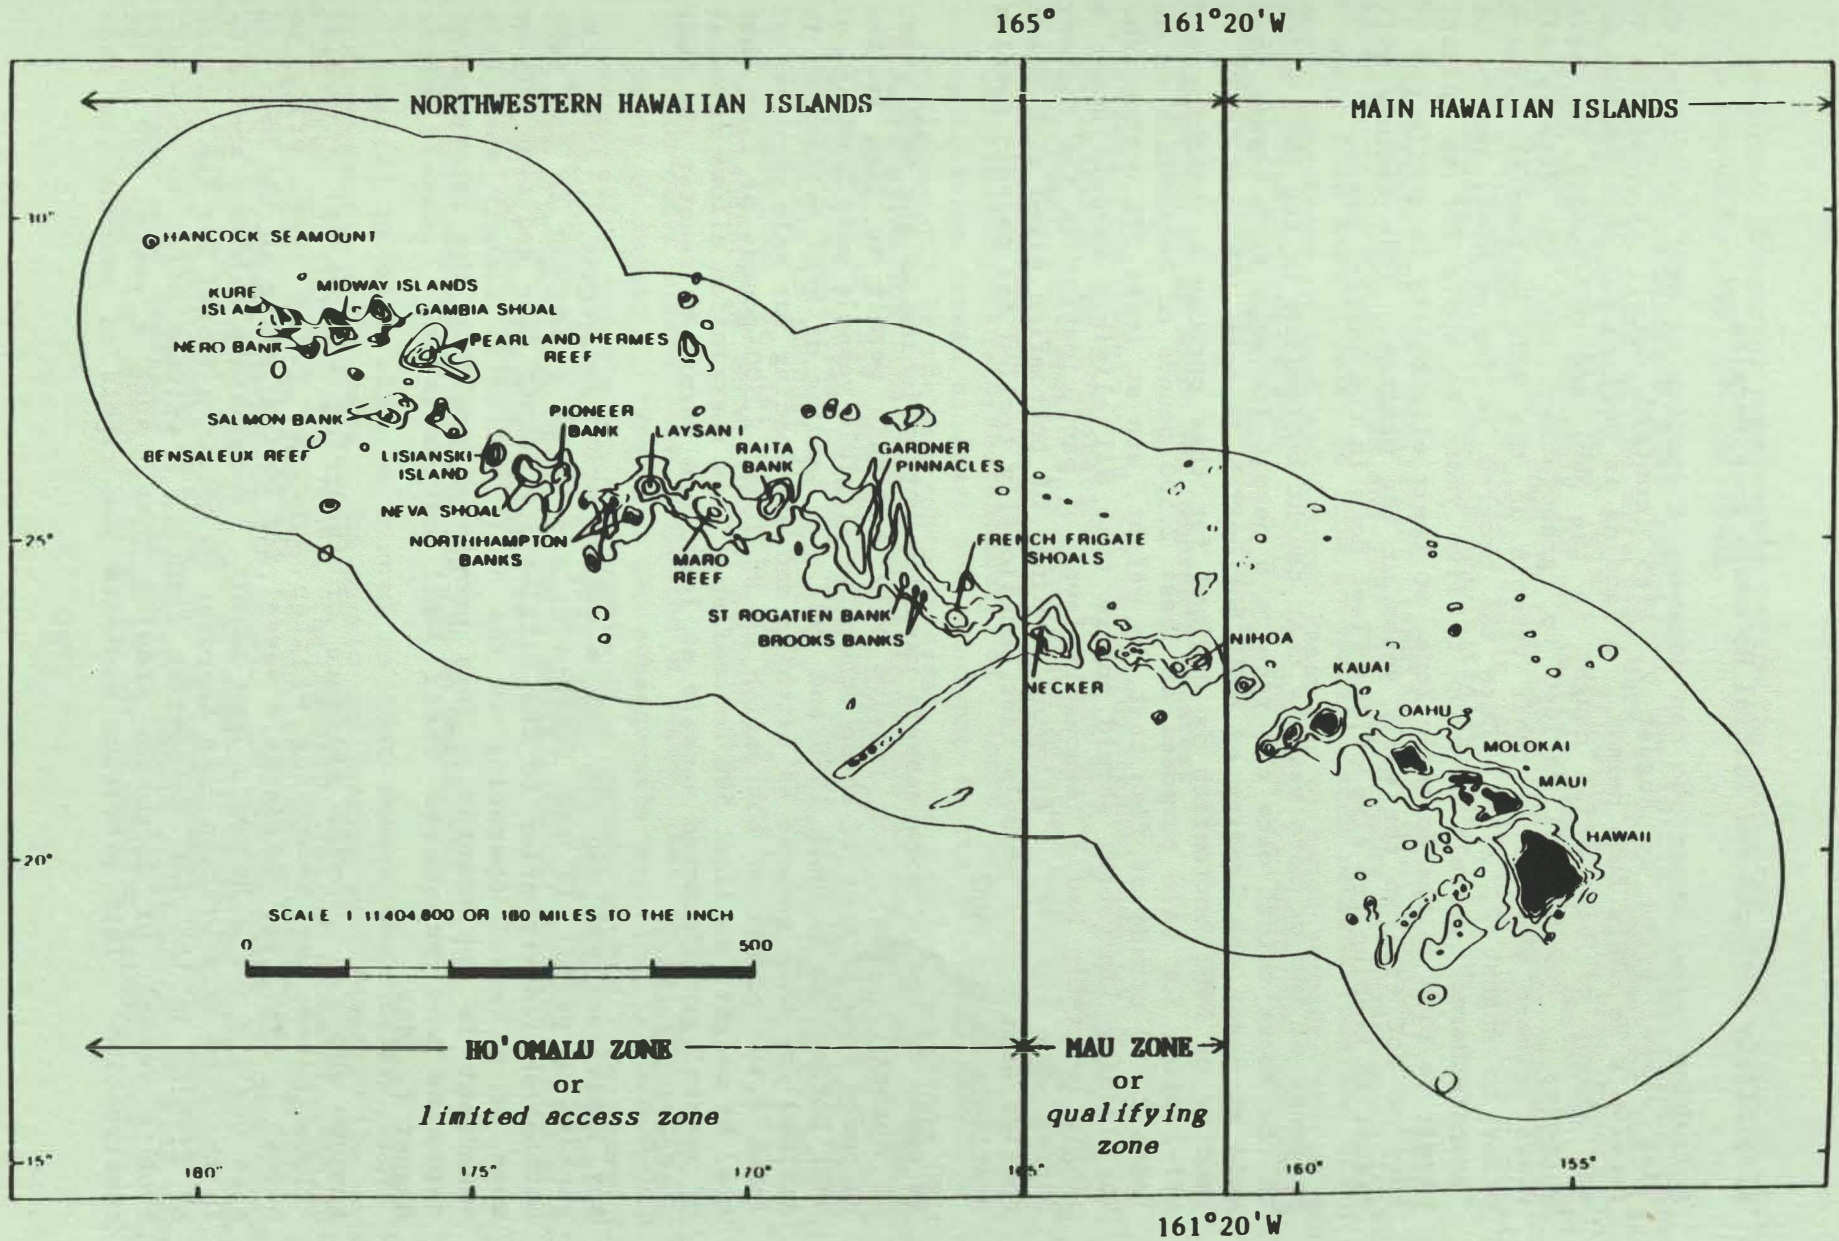 165° 161°20'W
NORTHWESTERN HAWAIIAN ISLANDS MAIN HAWAIIAN ISLANDS
30°
HANCOCK SEAMOUNT
MIDWAY ISLANDS
KURE
ISLA
GAMBIA SHOAL
NERO BANK
PEARL AND HERMES
REEF
SALMON BANK
PIONEER
BANK
LAYSAN I
GARDNER
PINNACLES
RAITA
BANK
BENSALEUX REEF
LISIANSKI
ISLAND
NEVA SHOAL
25°
NORTHHAMPTON
BANKS
MARO
REEF
FRENCH FRIGATE
SHOALS
ST ROGATIEN BANK
BROOKS BANKS
NIHOA
NECKER
KAUAI
OAHU
MOLOKAI
MAUI
HAWAII
20°
SCALE 1 11404800 OR 180 MILES TO THE INCH
0 500
HO'OMALU ZONE
or
limited access zone
MAU ZONE
or
qualifying
zone
15°
180° 175° 170° 165° 160° 155°
161°20'W